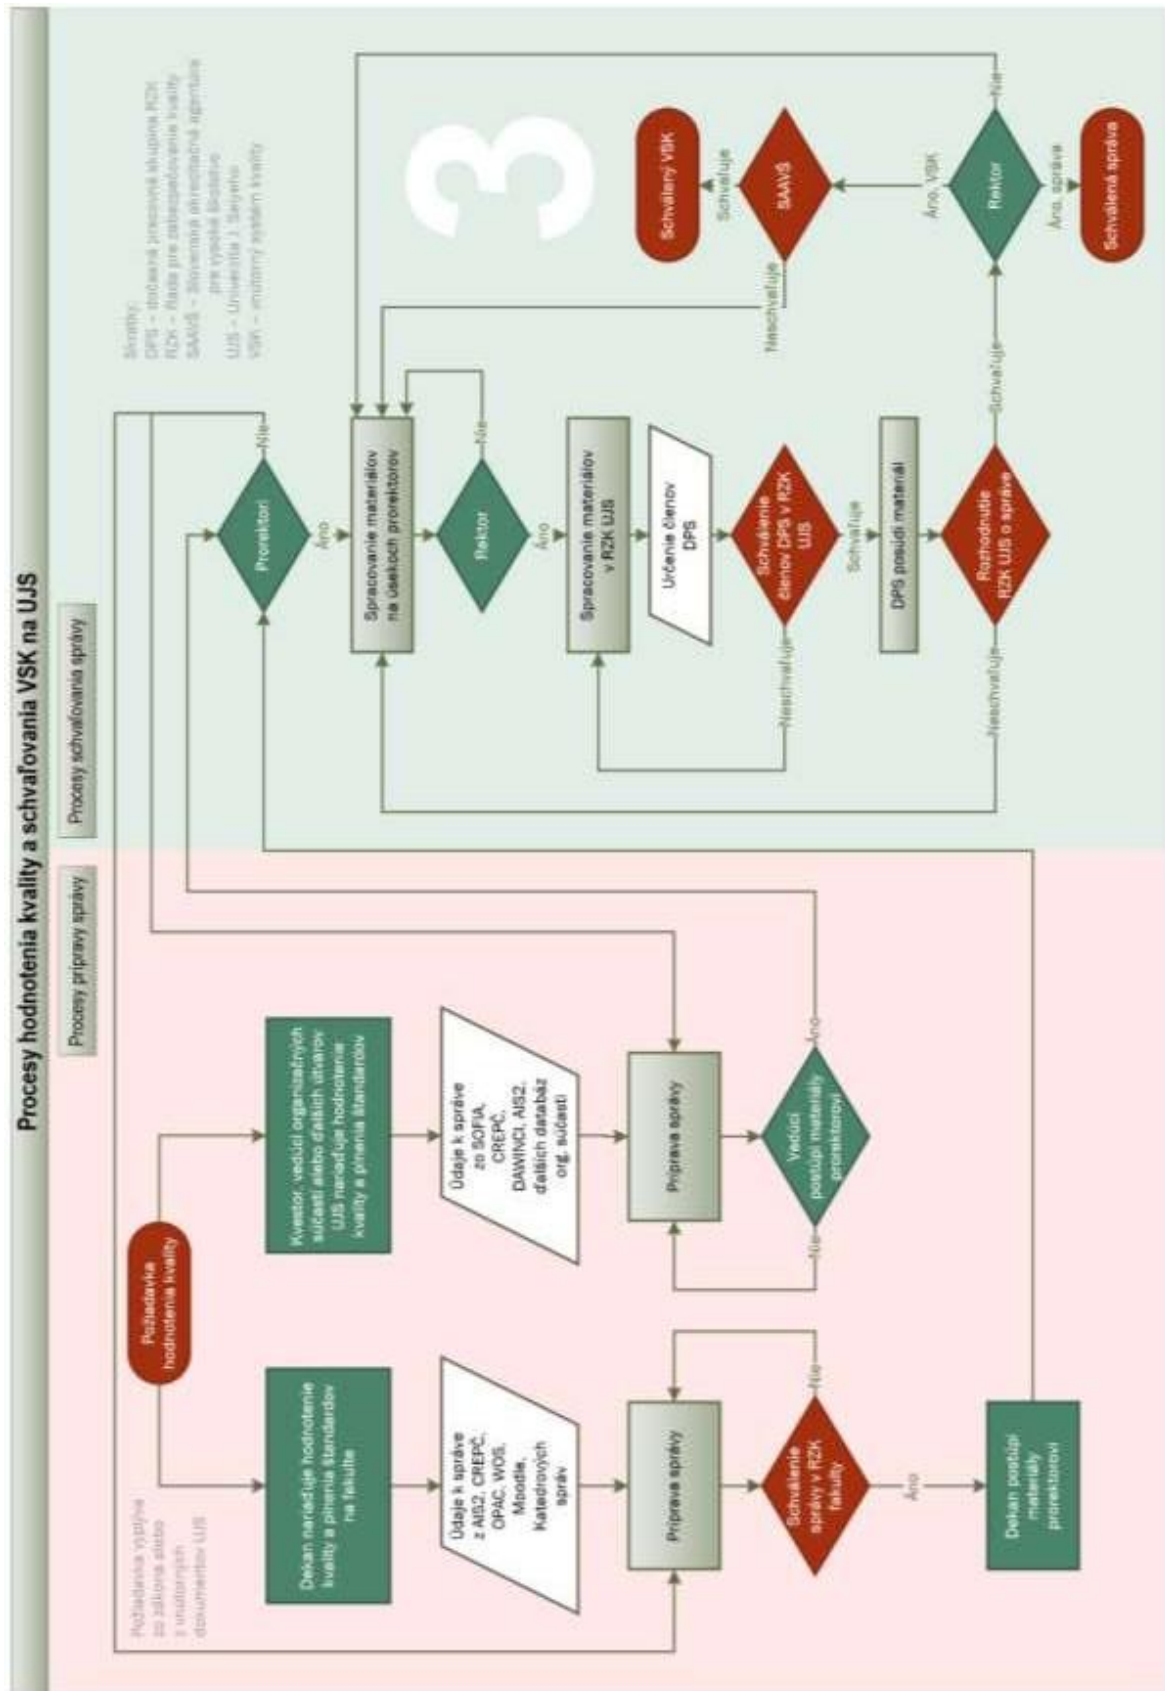 Procesy hodnotenia kvality a schvaľovania VSK na UJS
Procesy prípravy správy
Procesy schvaľovania správy
Požiadavka vyplýva
zo zákona alebo
z vnútorných
dokumentov UJS
Požiadavka
hodnotenia kvality
Dekan nariaďuje hodnotenie
kvality a plnenia štandardov
na fakulte
Údaje k správe
z AIS2, CREPČ,
OPAC, WOS,
Moodle,
Katedrových
správ
Príprava správy
Schválenie
správy v RZK
fakulty
Nie
Áno
Dekan postúpi
materiály
prorektorovi
Kvestor, vedúci organizačných
súčastí alebo ďalších útvarov
UJS nariaďuje hodnotenie
kvality a plnenia štandardov
Údaje k správe
zo SOFIA,
CREPČ,
DAWINCI, AIS2,
ďalších databáz
org. súčastí
Príprava správy
Vedúci
postúpi materiály
prorektorovi
Nie
Áno
Skratky:
DPS – dočasná pracovná skupina RZK
RZK – Rada pre zabezpečovanie kvality
SAAVŠ – Slovenská akreditačná agentúra
pre vysoké školstvo
UJS – Univerzita J. Selyeho
VSK – vnútorný systém kvality
Prorektori
Nie
Áno
Spracovanie materiálov
na úsekoch prorektorov
Rektor
Nie
Áno
Spracovanie materiálov
v RZK UJS
Určenie členov
DPS
Schválenie
členov DPS v RZK
UJS
Neschvaľuje
Schvaľuje
DPS posúdi materiál
Rozhodnutie
RZK UJS o správe
Neschvaľuje
Schvaľuje
3
Schválený VSK
Schvaľuje
SAAVŠ
Neschvaľuje
Áno, VSK
Rektor
Nie
Áno, správa
Schválená správa